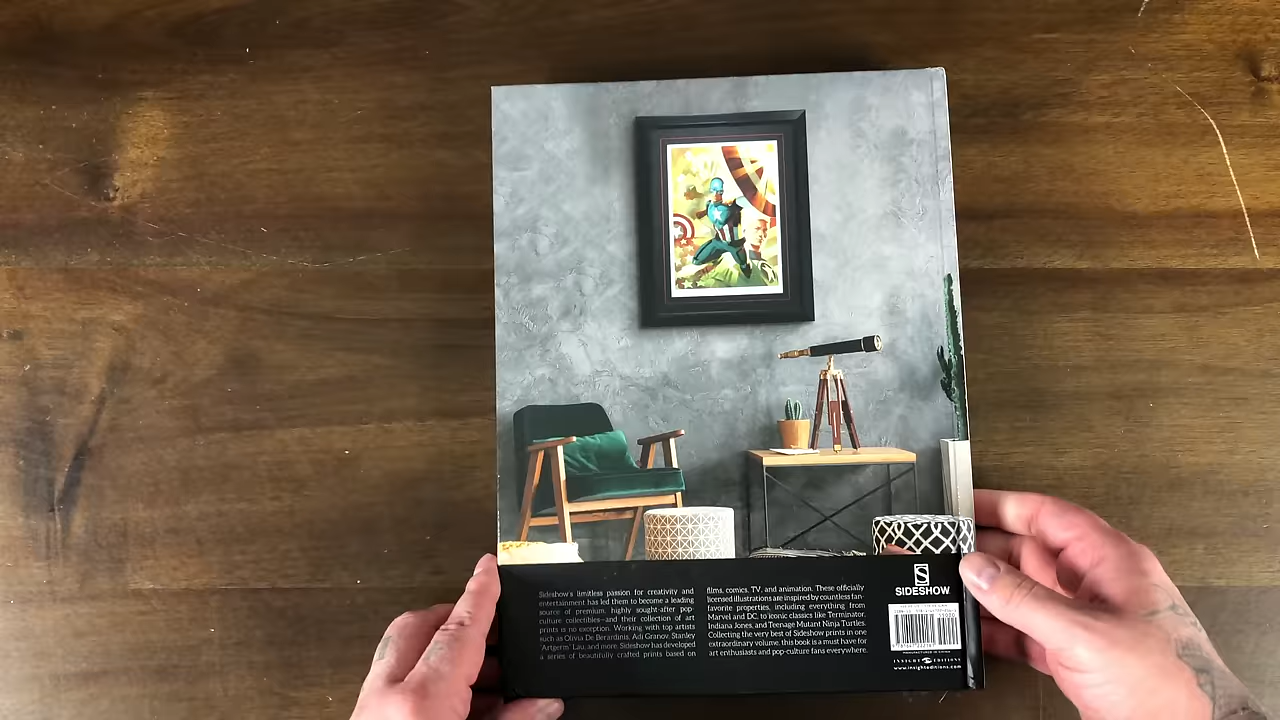 Sideshow's limitless passion for creativity and
entertainment has led them to become a leading
source of premium, highly sought-after pop-
culture collectibles—and their collection of art
prints is no exception. Working with top artists
such as Olivia De Berardinis, Adi Granov, Stanley
"Artgerm" Lau, and more, Sideshow has developed
a series of beautifully crafted prints based on
films, comics, TV, and animation. These officially
licensed illustrations are inspired by countless fan-
favorite properties, including everything from
Marvel and DC, to iconic classics like Terminator,
Indiana Jones, and Teenage Mutant Ninja Turtles.
Collecting the very best of Sideshow prints in one
extraordinary volume, this book is a must have for
art enthusiasts and pop-culture fans everywhere.
S
SIDESHOW
MANUFACTURED IN CHINA
INSIGHT EDITIONS
www.insighteditions.com